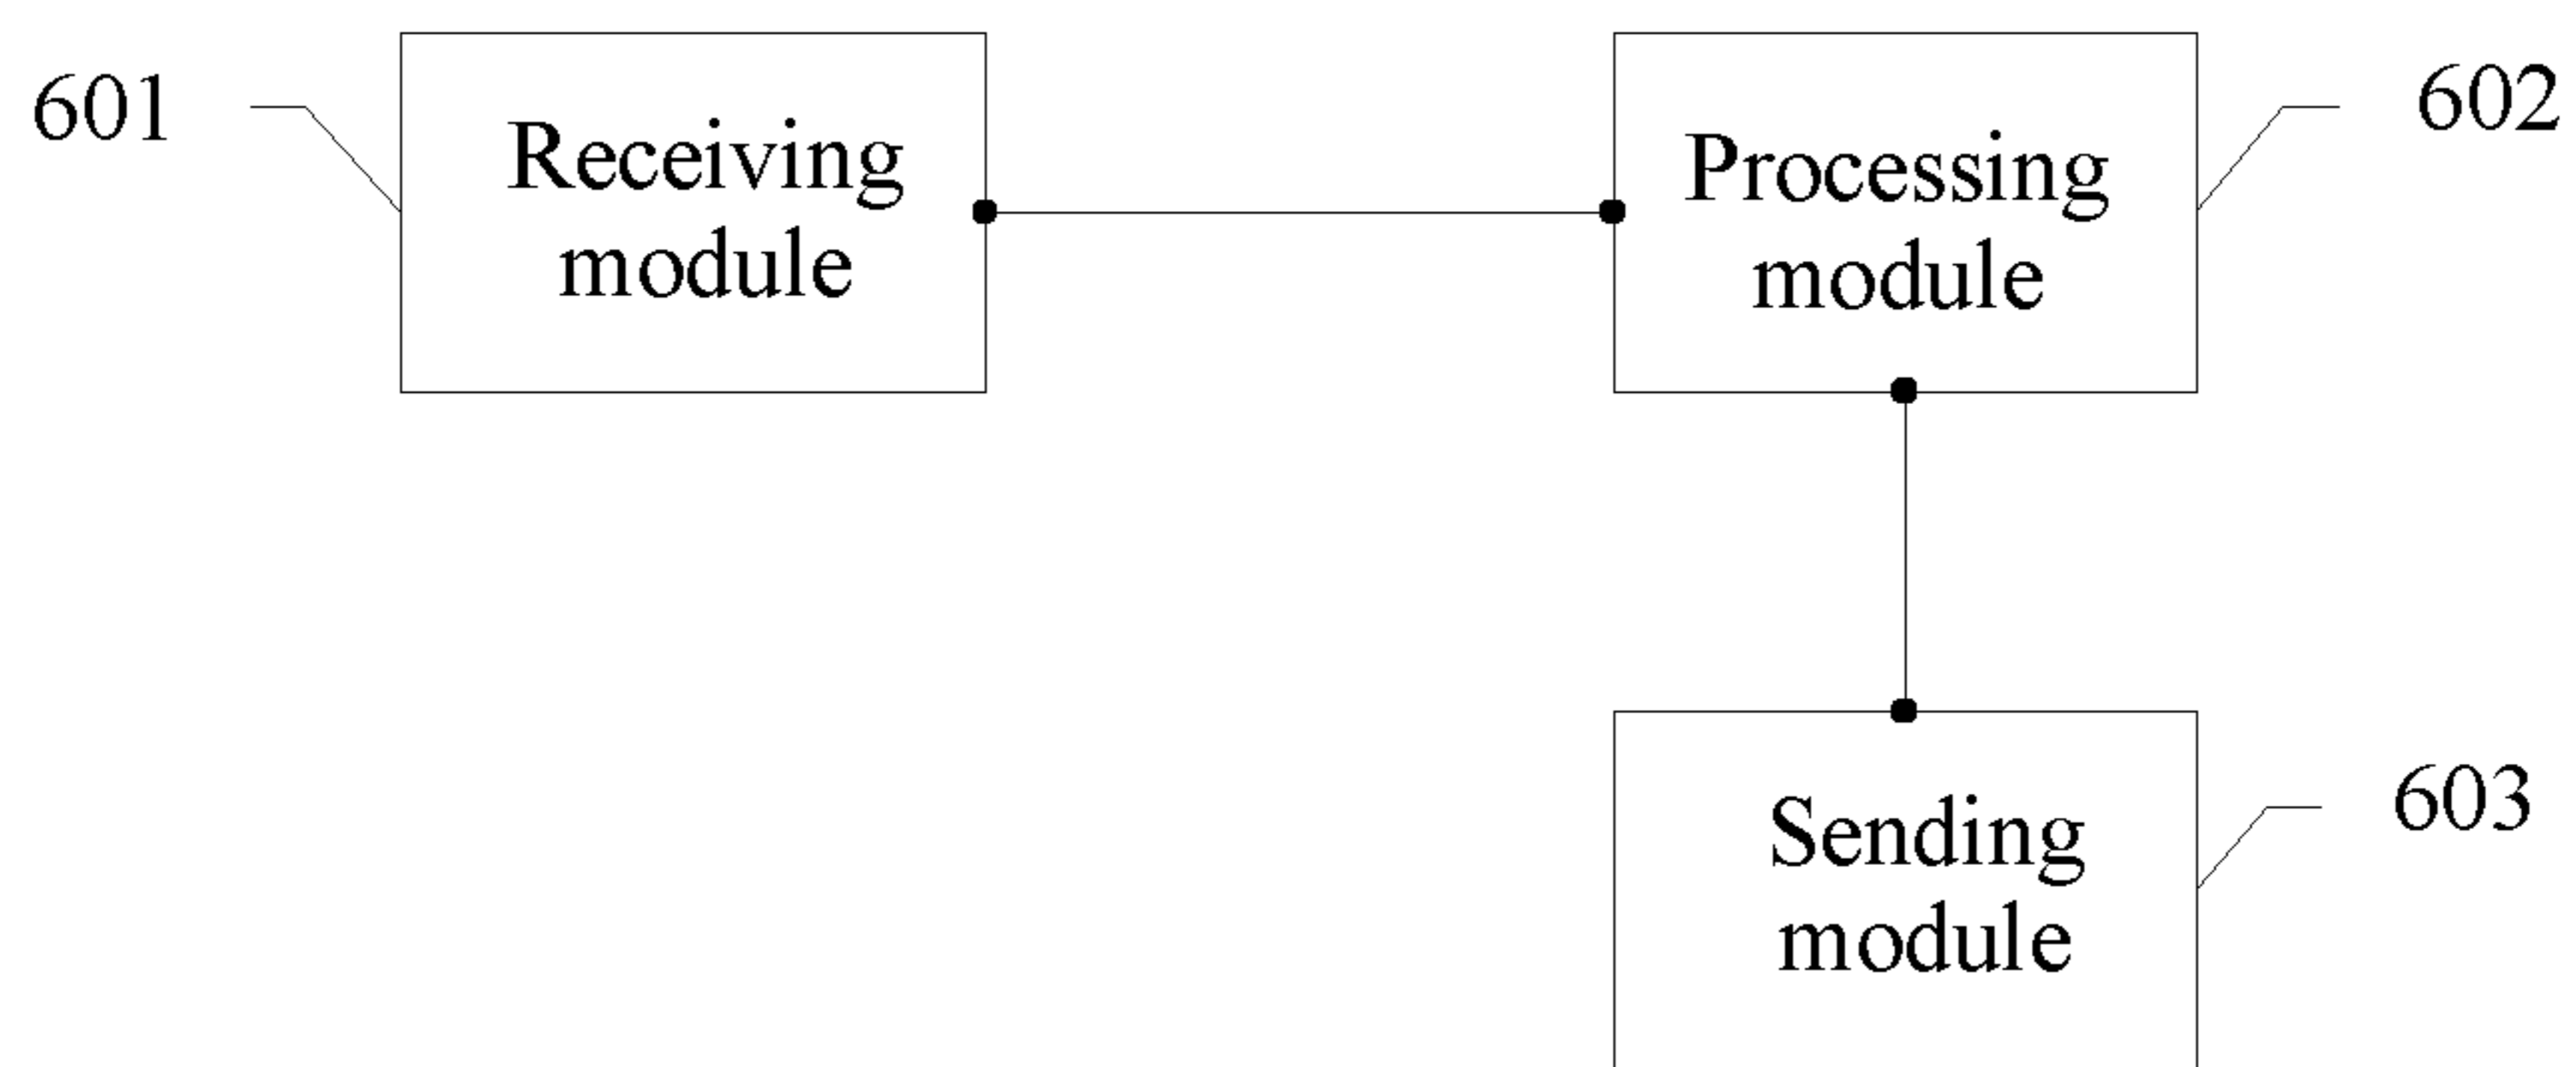 601
Receiving
module
Processing
module
602
Sending
module
603